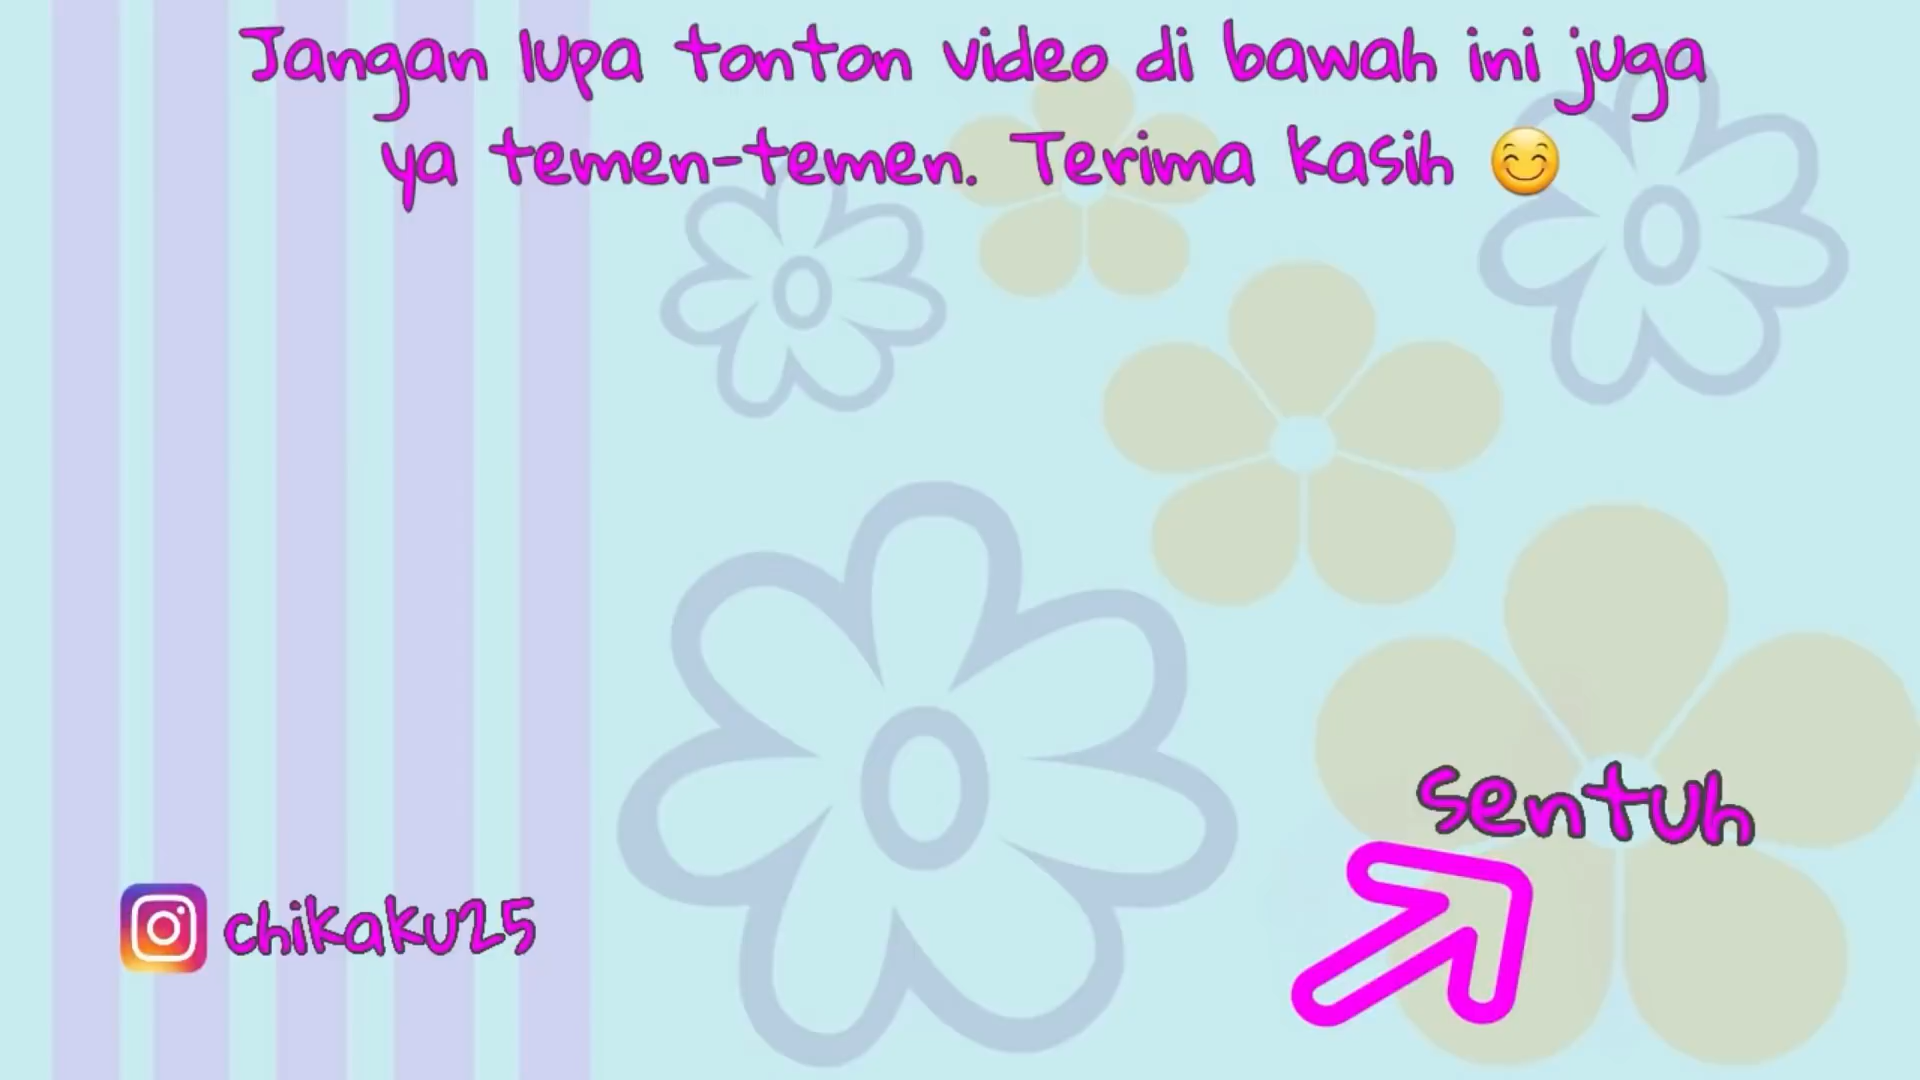 Jangan lupa tonton video di bawah ini juga
ya temen-temen. Terima kasih 😊
sentuh
chikaku25